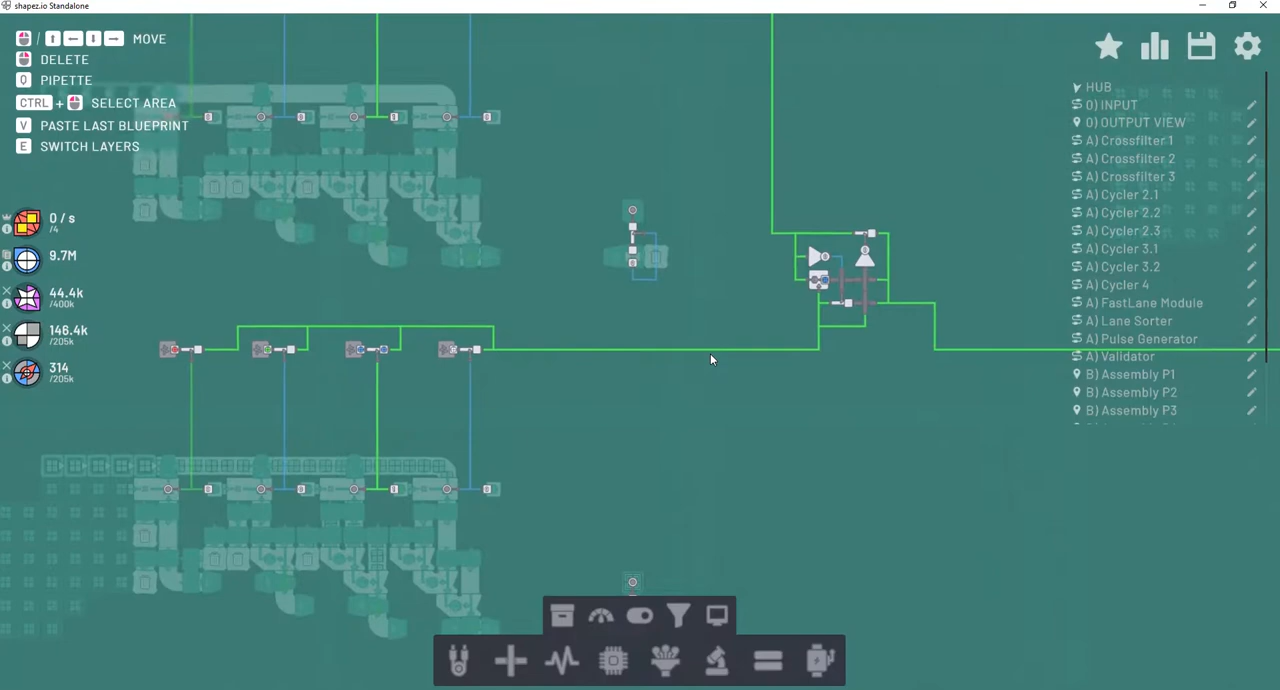 shapez.io Standalone
/ MOVE
DELETE
Q PIPETTE
CTRL + SELECT AREA
V PASTE LAST BLUEPRINT
E SWITCH LAYERS
0 / s
/4
9.7M
44.4k
/400k
146.4k
/205k
314
/205k
HUB
0) INPUT
0) OUTPUT VIEW
A) Crossfilter 1
A) Crossfilter 2
A) Crossfilter 3
A) Cycler 2.1
A) Cycler 2.2
A) Cycler 2.3
A) Cycler 3.1
A) Cycler 3.2
A) Cycler 4
A) FastLane Module
A) Lane Sorter
A) Pulse Generator
A) Validator
B) Assembly P1
B) Assembly P2
B) Assembly P3